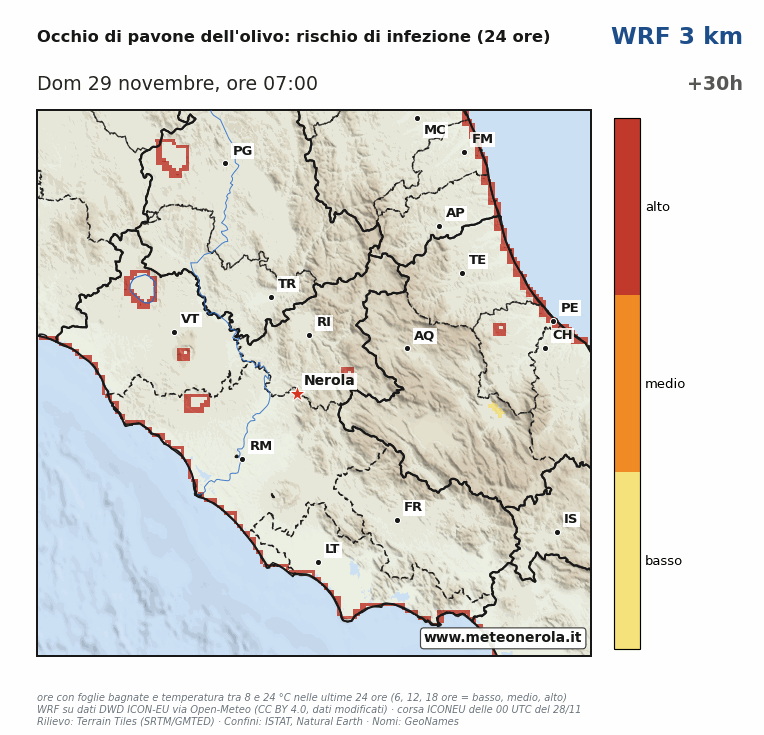 Occhio di pavone dell'olivo: rischio di infezione (24 ore)
WRF 3 km
Dom 29 novembre, ore 07:00
+30h
MC
FM
PG
AP
TE
TR
PE
VT
RI
AQ
CH
Nerola
RM
FR
IS
LT
www.meteonerola.it
alto
medio
basso
ore con foglie bagnate e temperatura tra 8 e 24 °C nelle ultime 24 ore (6, 12, 18 ore = basso, medio, alto)
WRF su dati DWD ICON-EU via Open-Meteo (CC BY 4.0, dati modificati) · corsa ICONEU delle 00 UTC del 28/11
Rilievo: Terrain Tiles (SRTM/GMTED) · Confini: ISTAT, Natural Earth · Nomi: GeoNames